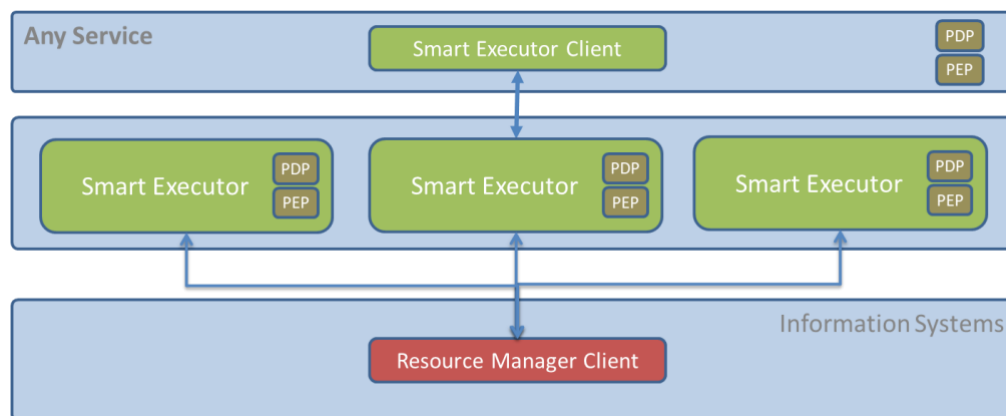 Any Service
Smart Executor Client
PDP
PEP
Smart Executor
PDP
PEP
Smart Executor
PDP
PEP
Smart Executor
PDP
PEP
Information Systems
Resource Manager Client